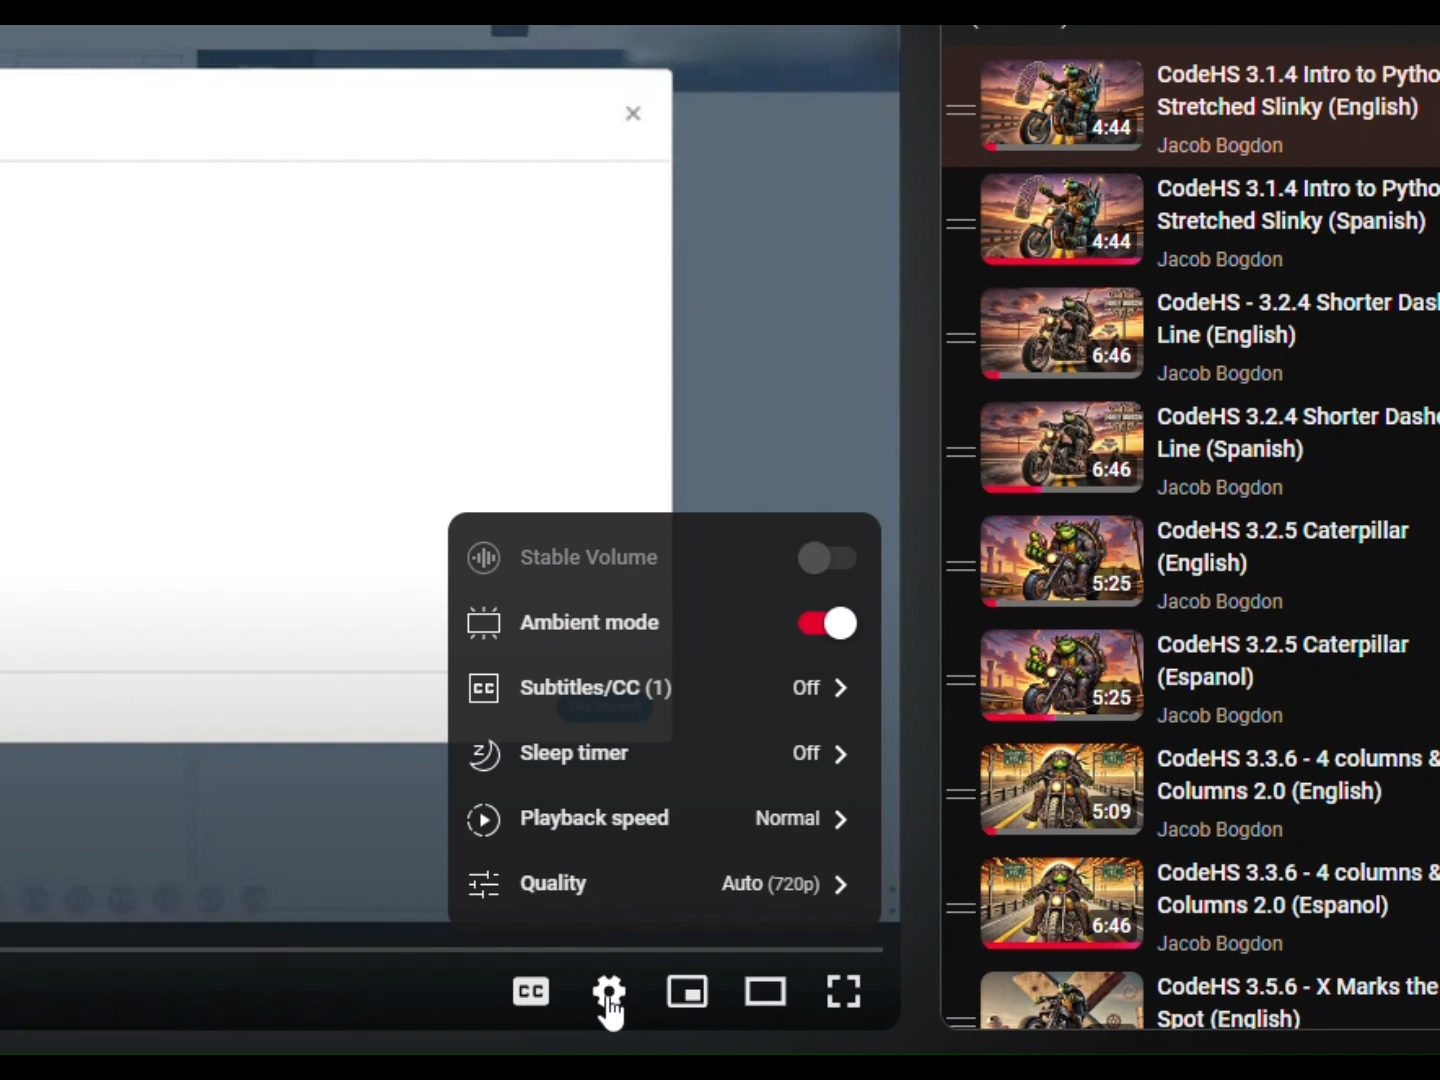 ×
Stable Volume
Ambient mode
Subtitles/CC (1) Off
Sleep timer Off
Playback speed Normal
Quality Auto (720p)
CC
CodeHS 3.1.4 Intro to Pytho
Stretched Slinky (English)
Jacob Bogdon
4:44
CodeHS 3.1.4 Intro to Pytho
Stretched Slinky (Spanish)
Jacob Bogdon
4:44
CodeHS - 3.2.4 Shorter Dash
Line (English)
Jacob Bogdon
6:46
CodeHS 3.2.4 Shorter Dashe
Line (Spanish)
Jacob Bogdon
6:46
CodeHS 3.2.5 Caterpillar
(English)
Jacob Bogdon
5:25
CodeHS 3.2.5 Caterpillar
(Espanol)
Jacob Bogdon
5:25
CodeHS 3.3.6 - 4 columns &
Columns 2.0 (English)
Jacob Bogdon
5:09
CodeHS 3.3.6 - 4 columns &
Columns 2.0 (Espanol)
Jacob Bogdon
6:46
CodeHS 3.5.6 - X Marks the
Spot (English)